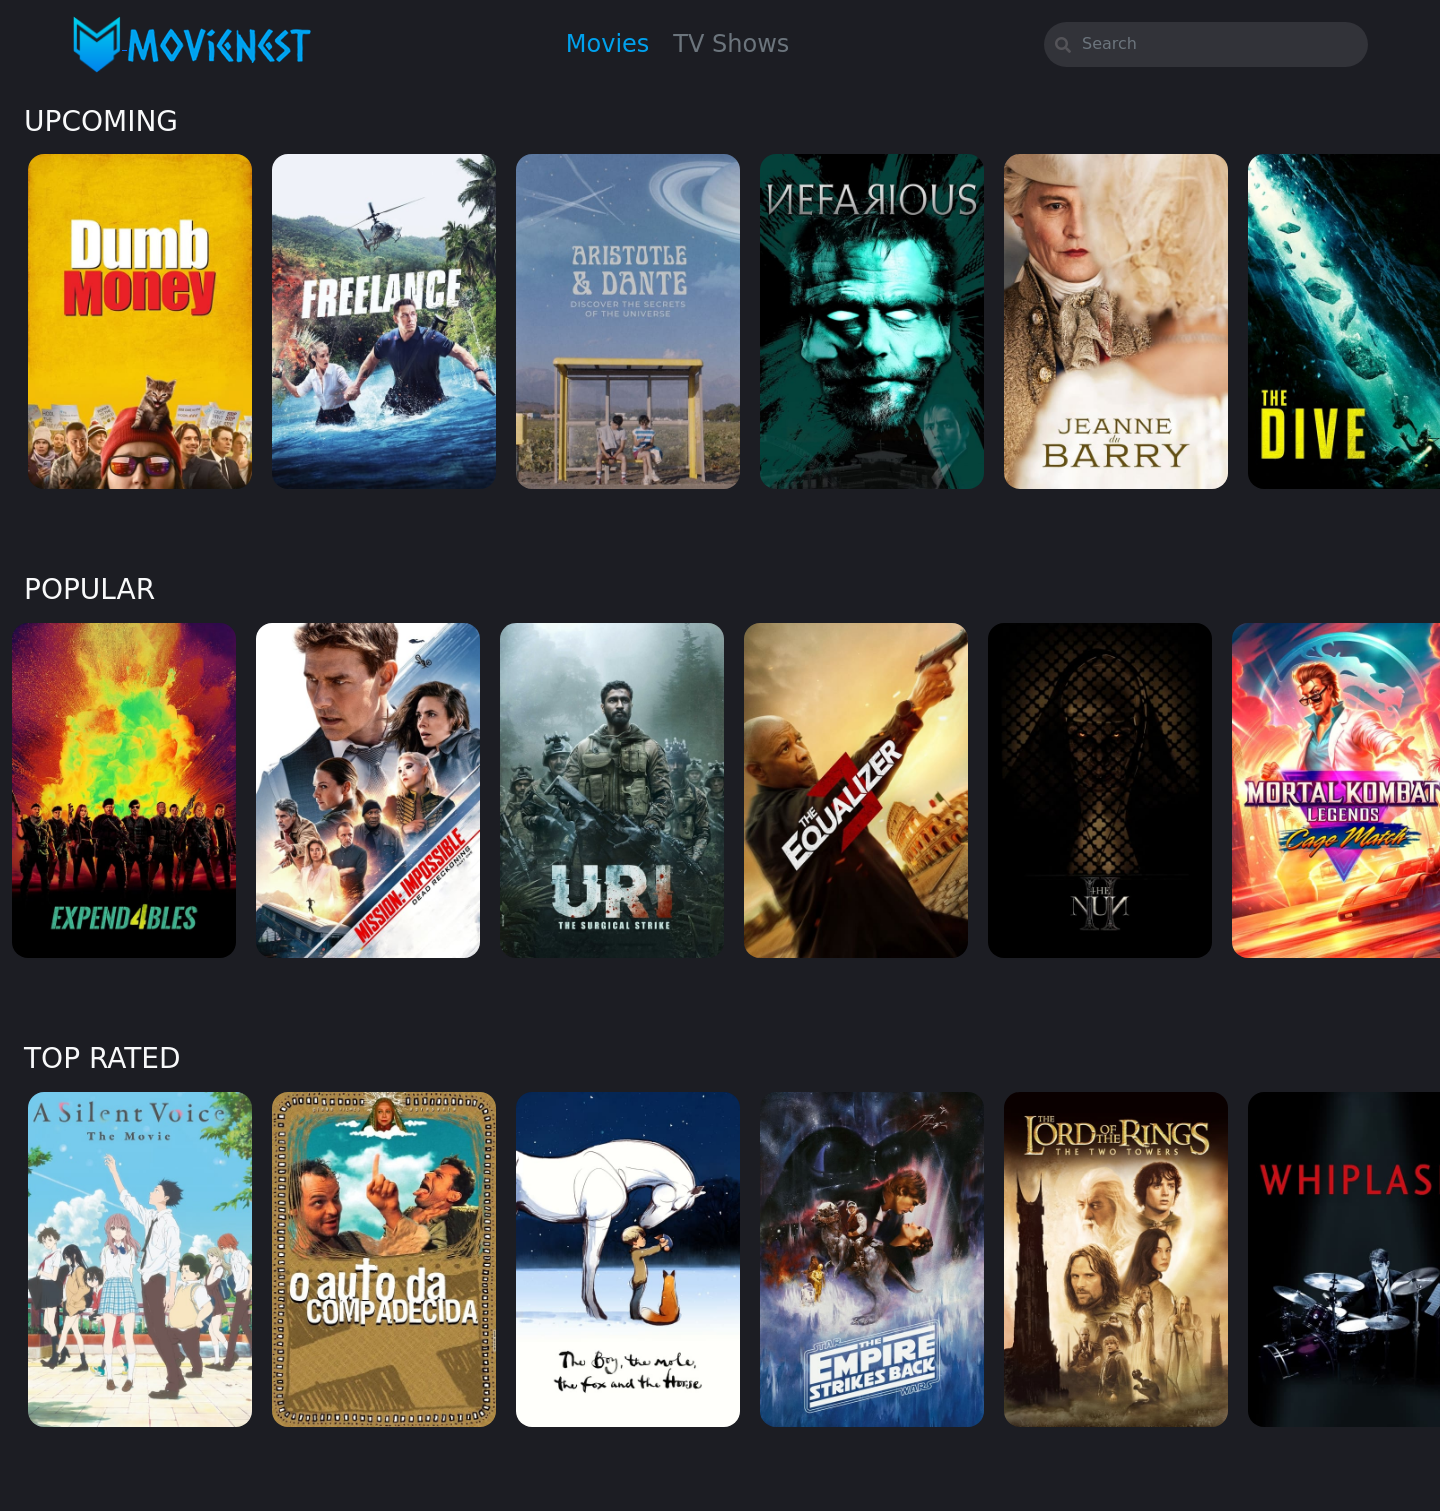 MOVIENEST
Movies
TV Shows
Search
UPCOMING
Dumb
Money
FREELANCE
ARISTOTLE
& DANTE
DISCOVER THE SECRETS
OF THE UNIVERSE
NEFARIOUS
JEANNE
du
BARRY
THE
DIVE
POPULAR
EXPEND4BLES
MISSION: IMPOSSIBLE
DEAD RECKONING
URI
THE SURGICAL STRIKE
THE
EQUALIZER
3
THE
NUN
II
MORTAL KOMBAT
LEGENDS
Cage Match
TOP RATED
A Silent Voice
The Movie
o auto da
COMPADECIDA
The Boy, the mole,
the fox and the Horse
STAR
THE
EMPIRE
STRIKES BACK
WARS
THE
LORD OF THE RINGS
THE TWO TOWERS
WHIPLAS